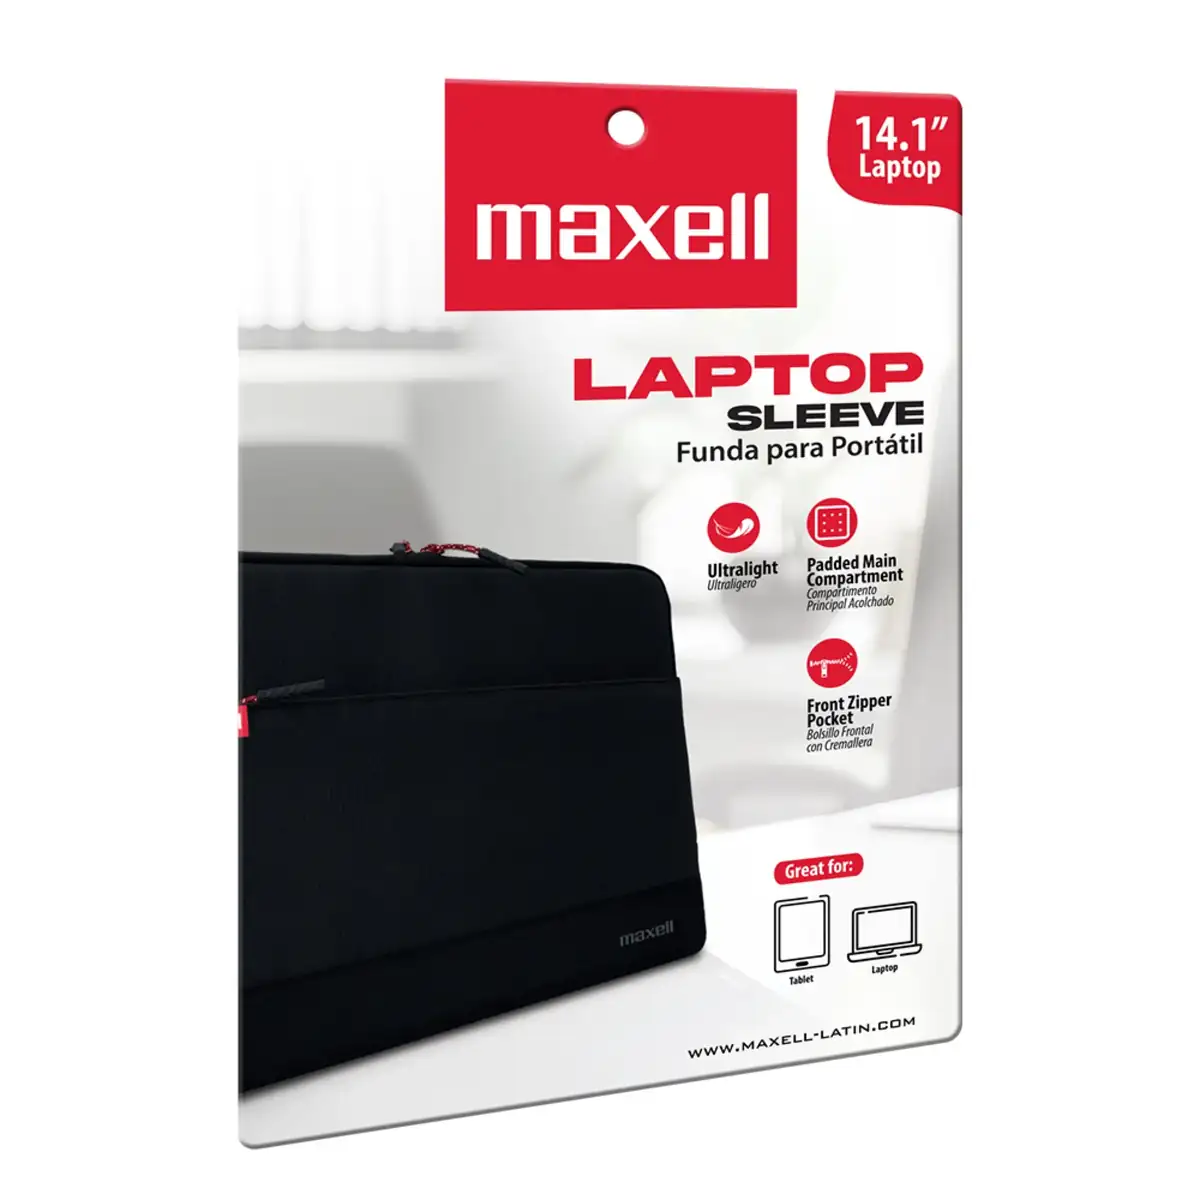 maxell
14.1"
Laptop
LAPTOP
SLEEVE
Funda para Portátil
Ultralight
Ultraligero
Padded Main
Compartment
Compartimento
Principal Acolchado
Front Zipper
Pocket
Bolsillo Frontal
con Cremallera
maxell
Great for:
Tablet
Laptop
WWW.MAXELL-LATIN.COM